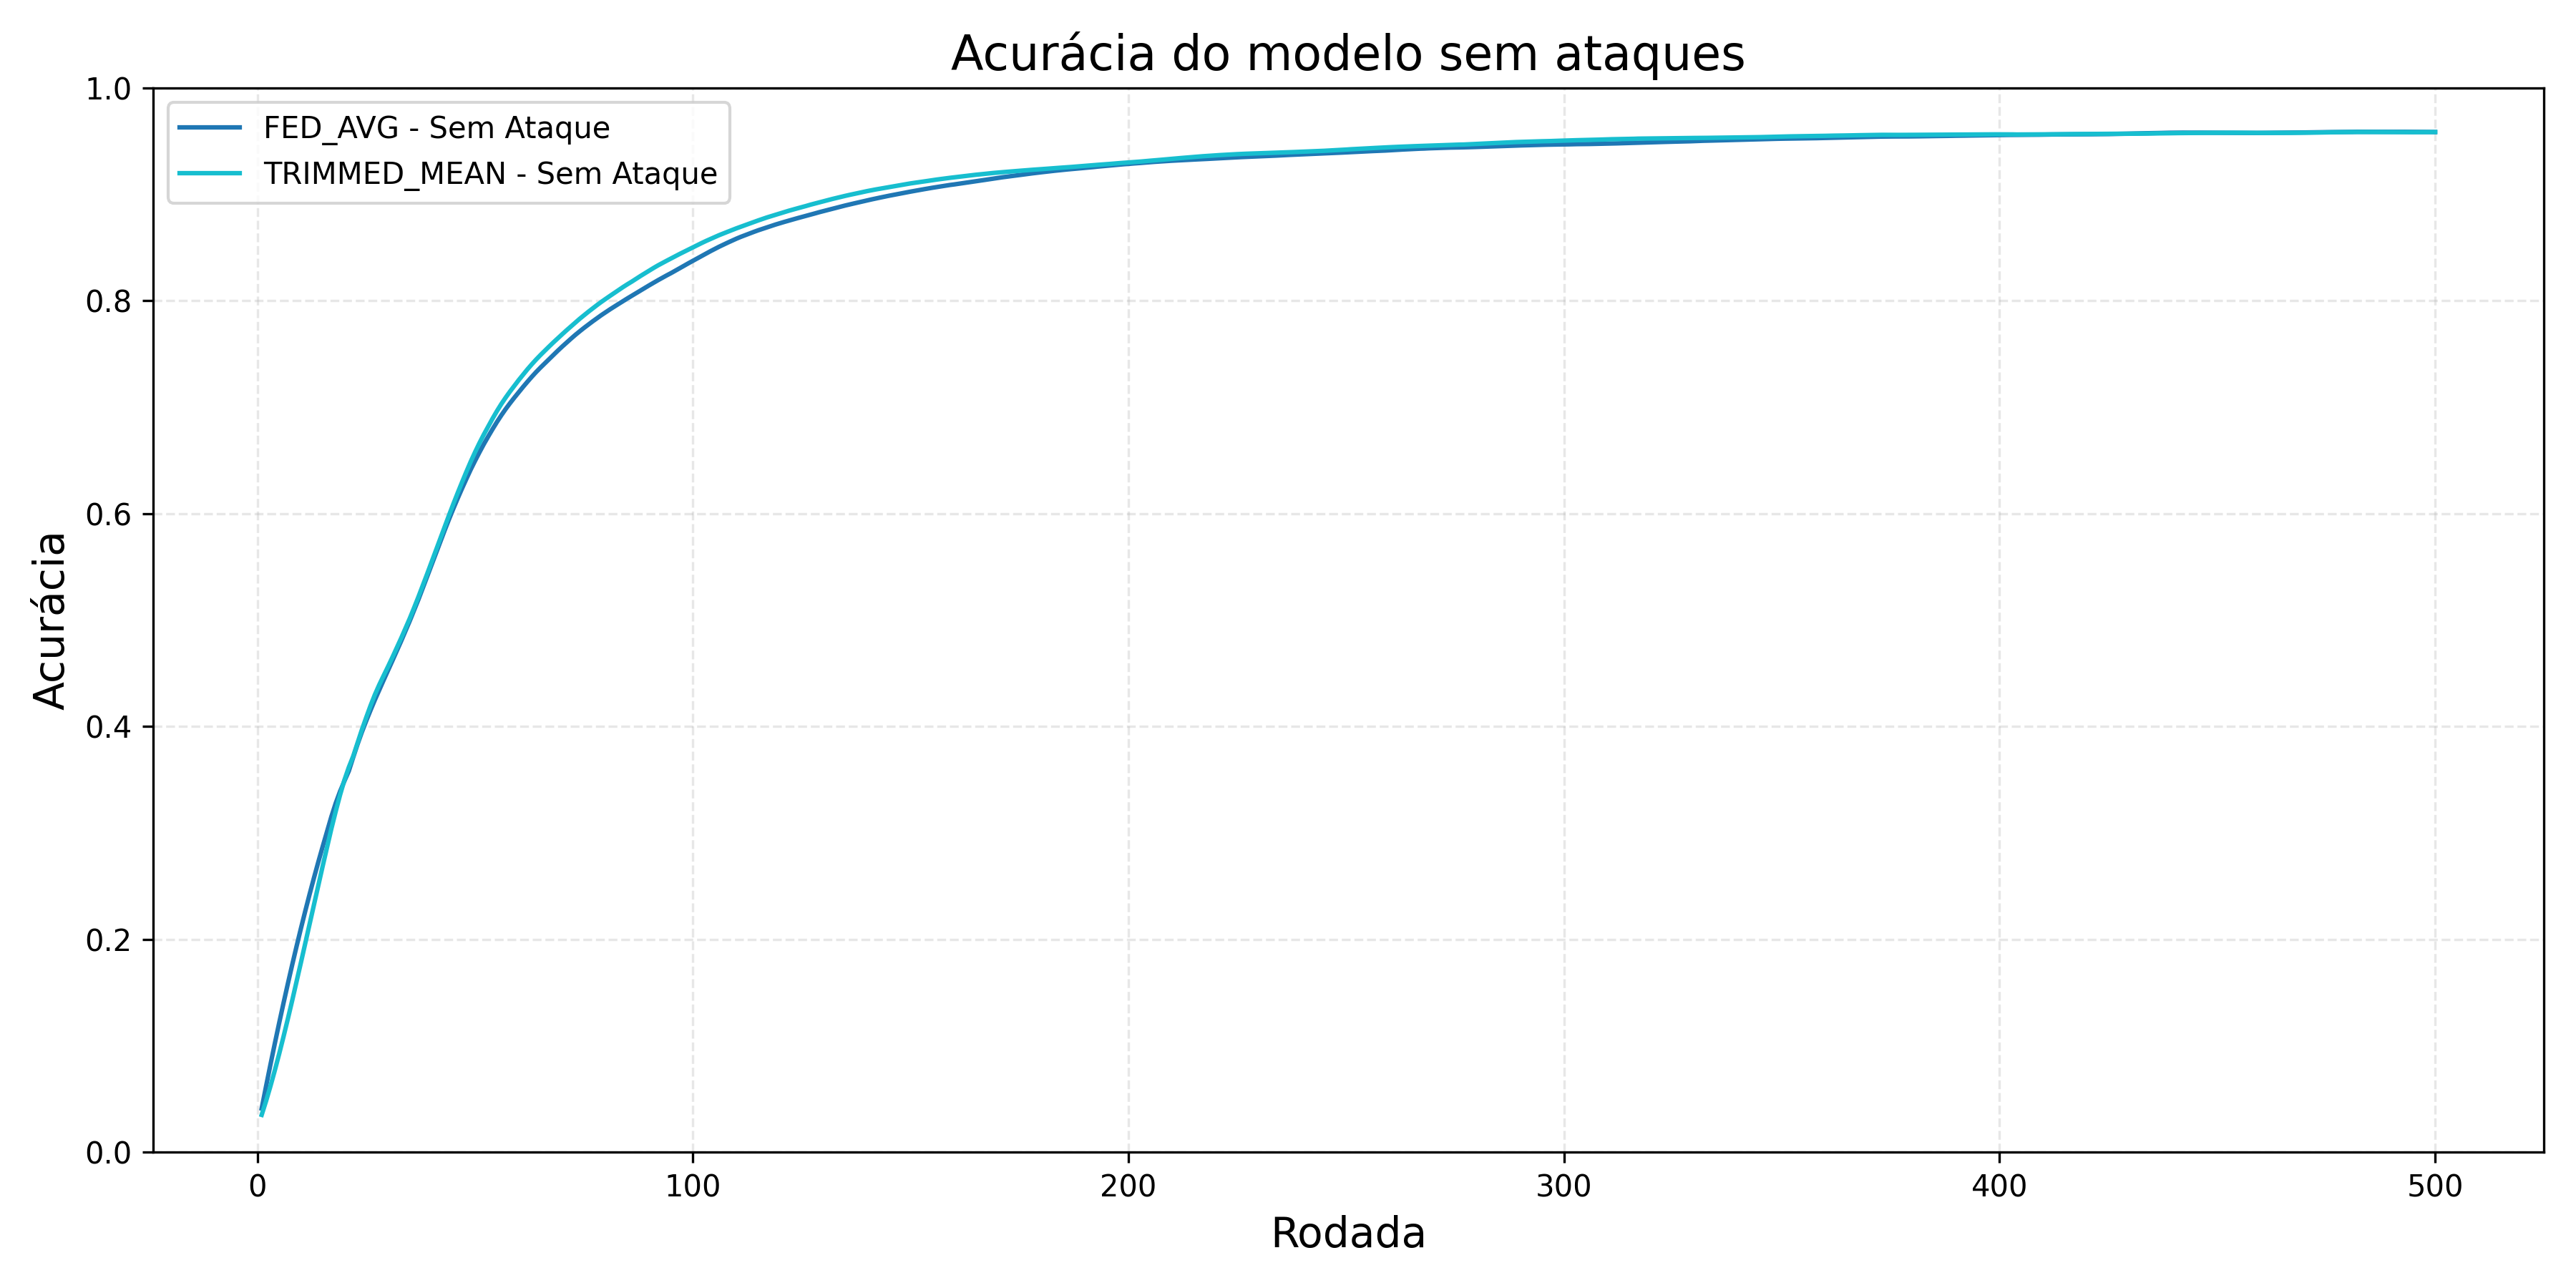 Acurácia do modelo sem ataques
FED_AVG - Sem Ataque
TRIMMED_MEAN - Sem Ataque
Acurácia
1.0
0.8
0.6
0.4
0.2
0.0
0
100
200
300
400
500
Rodada